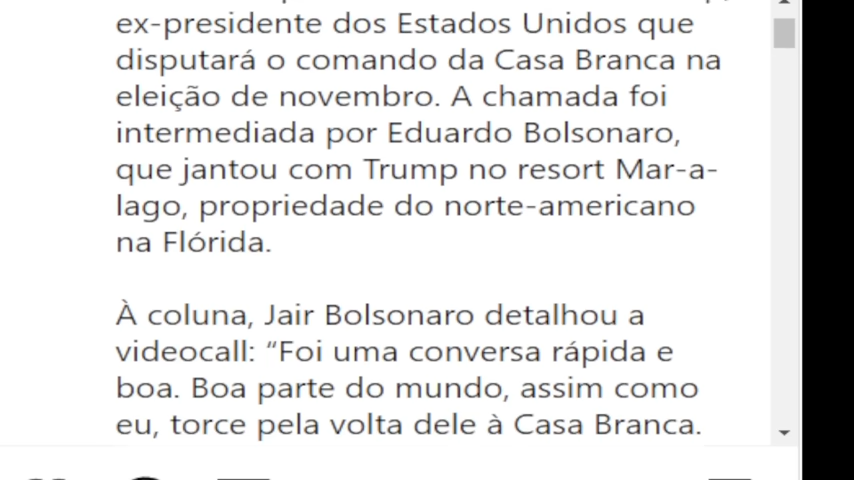 ex-presidente dos Estados Unidos que
disputará o comando da Casa Branca na
eleição de novembro. A chamada foi
intermediada por Eduardo Bolsonaro,
que jantou com Trump no resort Mar-a-
lago, propriedade do norte-americano
na Flórida.
À coluna, Jair Bolsonaro detalhou a
videocall: “Foi uma conversa rápida e
boa. Boa parte do mundo, assim como
eu, torce pela volta dele à Casa Branca.